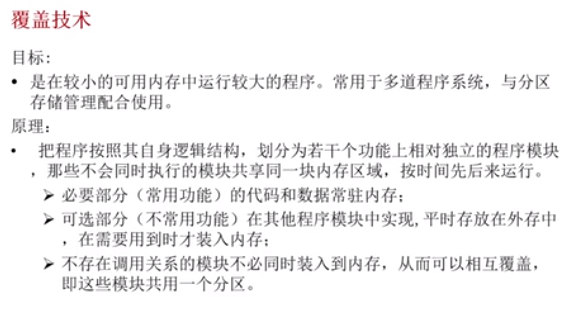 覆盖技术
目标:
• 是在较小的可用内存中运行较大的程序。常用于多道程序系统，与分区
存储管理配合使用。
原理：
• 把程序按照其自身逻辑结构，划分为若干个功能上相对独立的程序模块
，那些不会同时执行的模块共享同一块内存区域，按时间先后来运行。
➢ 必要部分（常用功能）的代码和数据常驻内存；
➢ 可选部分（不常用功能）在其他程序模块中实现,平时存放在外存中
，在需要用到时才装入内存；
➢ 不存在调用关系的模块不必同时装入到内存，从而可以相互覆盖，
即这些模块共用一个分区。